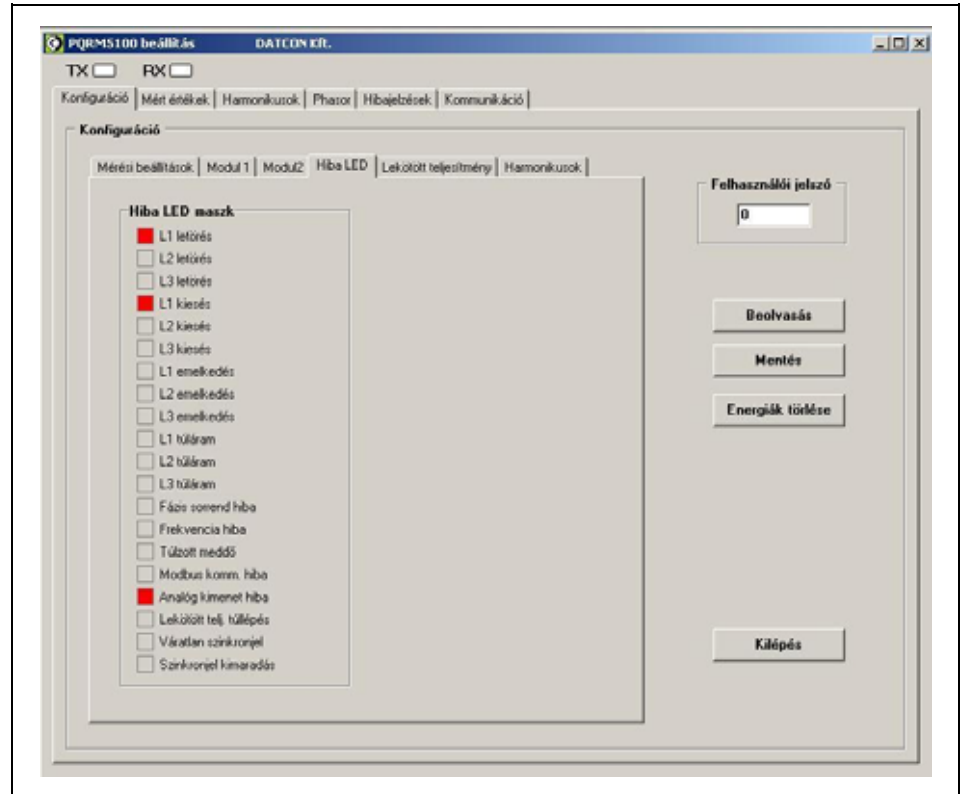 PQRM5100 beállítás DATCON Kft.
TX RX
Konfiguráció Mért értékek Harmonikusok Phasor Hibajelzések Kommunikáció
Konfiguráció
Mérési beállítások Modul 1 Modul2 Hiba LED Lekötött teljesítmény Harmonikusok
Felhasználói jelszó
0
Hiba LED maszk
L1 letörés
L2 letörés
L3 letörés
L1 kiesés
L2 kiesés
L3 kiesés
L1 emelkedés
L2 emelkedés
L3 emelkedés
L1 túláram
L2 túláram
L3 túláram
Fázis sorrend hiba
Frekvencia hiba
Túlzott meddő
Modbus komm. hiba
Analóg kimenet hiba
Lekötött telj. túllépés
Váratlan szinkronjel
Szinkronjel kimaradás
Beolvasás
Mentés
Energiák törlése
Kilépés